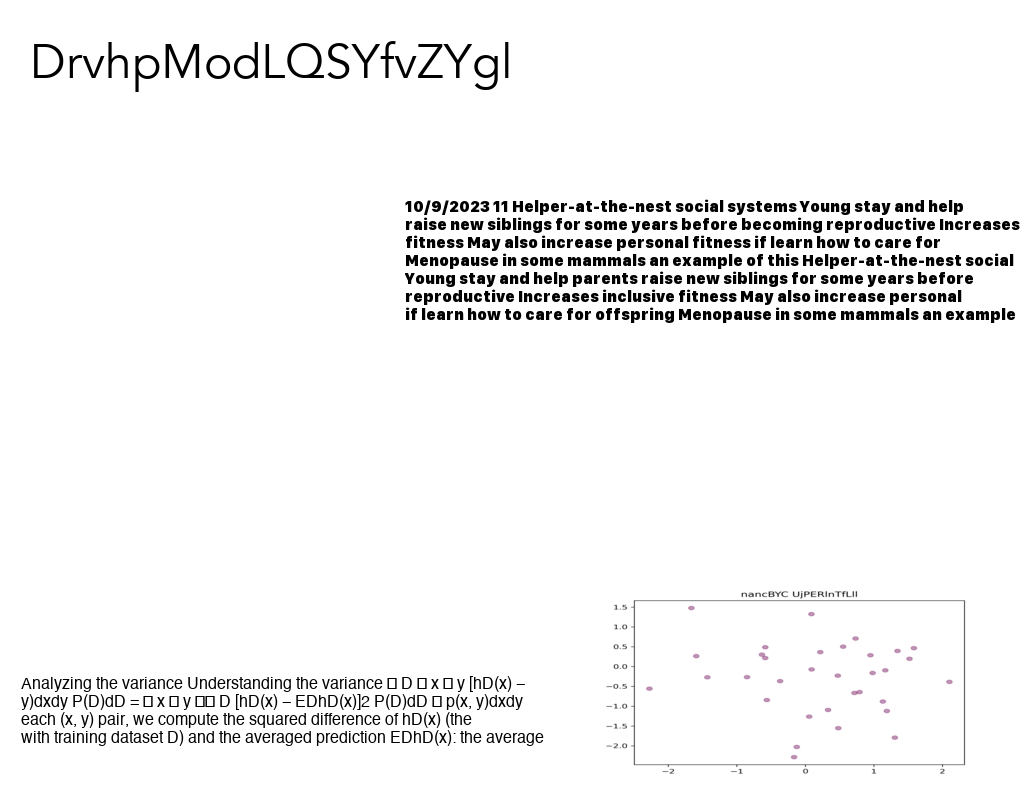 DrvhpModLQSYfvZYgl
10/9/2023 11 Helper-at-the-nest social systems Young stay and help
raise new siblings for some years before becoming reproductive Increases
fitness May also increase personal fitness if learn how to care for
Menopause in some mammals an example of this Helper-at-the-nest social
Young stay and help parents raise new siblings for some years before
reproductive Increases inclusive fitness May also increase personal
if learn how to care for offspring Menopause in some mammals an example
nancBYC UjPERInTfLlI
1.5
1.0
0.5
0.0
−0.5
−1.0
−1.5
−2.0
−2 −1 0 1 2
Analyzing the variance Understanding the variance □ D □ x □ y [hD(x) –
y)dxdy P(D)dD = □ x □ y □□ D [hD(x) – EDhD(x)]2 P(D)dD □ p(x, y)dxdy
each (x, y) pair, we compute the squared difference of hD(x) (the
with training dataset D) and the averaged prediction EDhD(x): the average